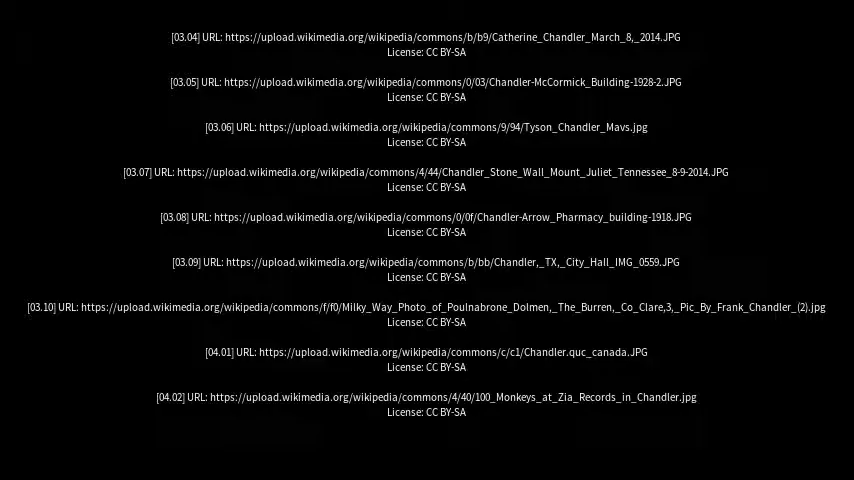 [03.04] URL: https://upload.wikimedia.org/wikipedia/commons/b/b9/Catherine_Chandler_March_8,_2014.JPG
License: CC BY-SA
[03.05] URL: https://upload.wikimedia.org/wikipedia/commons/0/03/Chandler-McCormick_Building-1928-2.JPG
License: CC BY-SA
[03.06] URL: https://upload.wikimedia.org/wikipedia/commons/9/94/Tyson_Chandler_Mavs.jpg
License: CC BY-SA
[03.07] URL: https://upload.wikimedia.org/wikipedia/commons/4/44/Chandler_Stone_Wall_Mount_Juliet_Tennessee_8-9-2014.JPG
License: CC BY-SA
[03.08] URL: https://upload.wikimedia.org/wikipedia/commons/0/0f/Chandler-Arrow_Pharmacy_building-1918.JPG
License: CC BY-SA
[03.09] URL: https://upload.wikimedia.org/wikipedia/commons/b/bb/Chandler,_TX,_City_Hall_IMG_0559.JPG
License: CC BY-SA
[03.10] URL: https://upload.wikimedia.org/wikipedia/commons/f/f0/Milky_Way_Photo_of_Poulnabrone_Dolmen,_The_Burren,_Co_Clare,3,_Pic_By_Frank_Chandler_(2).jpg
License: CC BY-SA
[04.01] URL: https://upload.wikimedia.org/wikipedia/commons/c/c1/Chandler.quc_canada.JPG
License: CC BY-SA
[04.02] URL: https://upload.wikimedia.org/wikipedia/commons/4/40/100_Monkeys_at_Zia_Records_in_Chandler.jpg
License: CC BY-SA